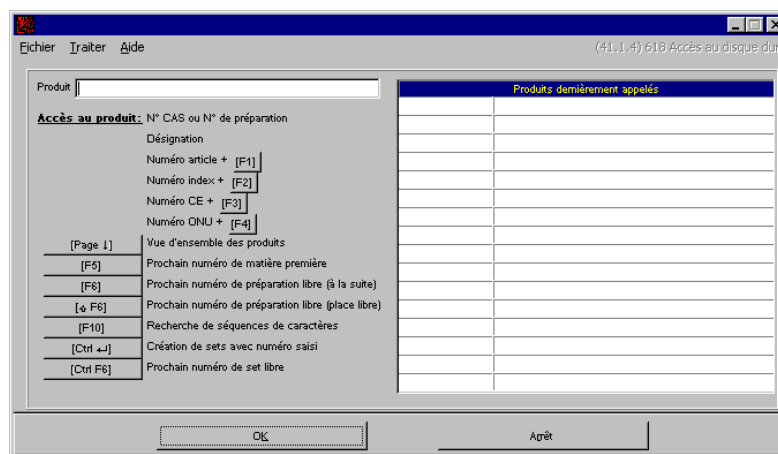 Fichier Traiter Aide
(41.1.4) 618 Accès au disque dur
Produit
Accès au produit: N° CAS ou N° de préparation
Désignation
Numéro article + [F1]
Numéro index + [F2]
Numéro CE + [F3]
Numéro ONU + [F4]
[Page ↓] Vue d'ensemble des produits
[F5] Prochain numéro de matière première
[F6] Prochain numéro de préparation libre (à la suite)
[⇧ F6] Prochain numéro de préparation libre (place libre)
[F10] Recherche de séquences de caractères
[Ctrl ↵] Création de sets avec numéro saisi
[Ctrl F6] Prochain numéro de set libre
Produits dernièrement appelés
OK
Arrêt